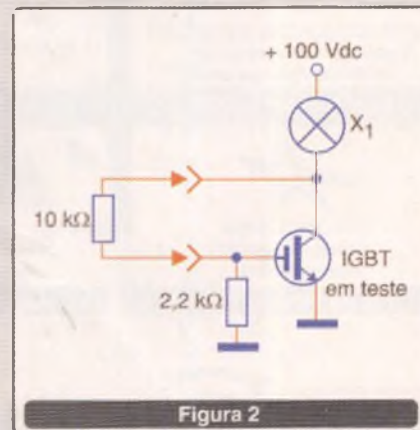 + 100 Vdc
X1
10 kΩ
IGBT
em teste
2,2 kΩ
Figura 2